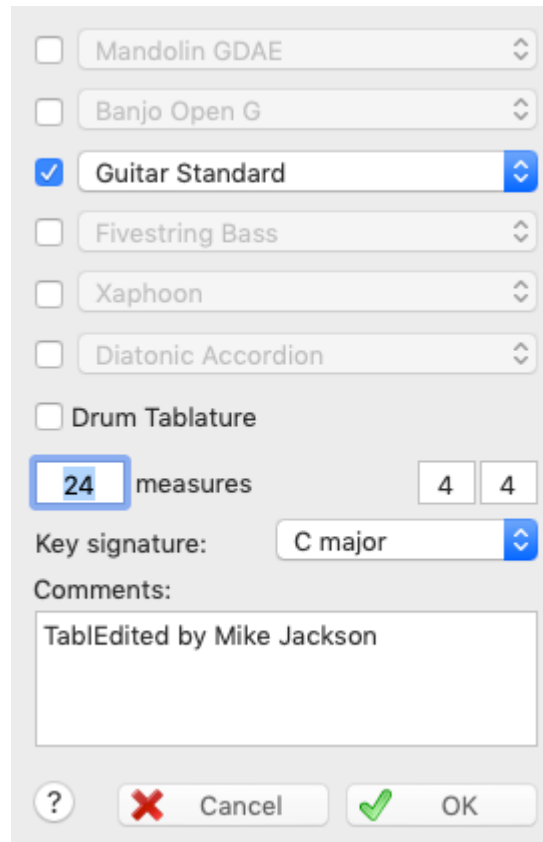 Mandolin GDAE
Banjo Open G
Guitar Standard
Fivestring Bass
Xaphoon
Diatonic Accordion
Drum Tablature
24 measures 4 4
Key signature: C major
Comments:
TablEdited by Mike Jackson
? Cancel OK